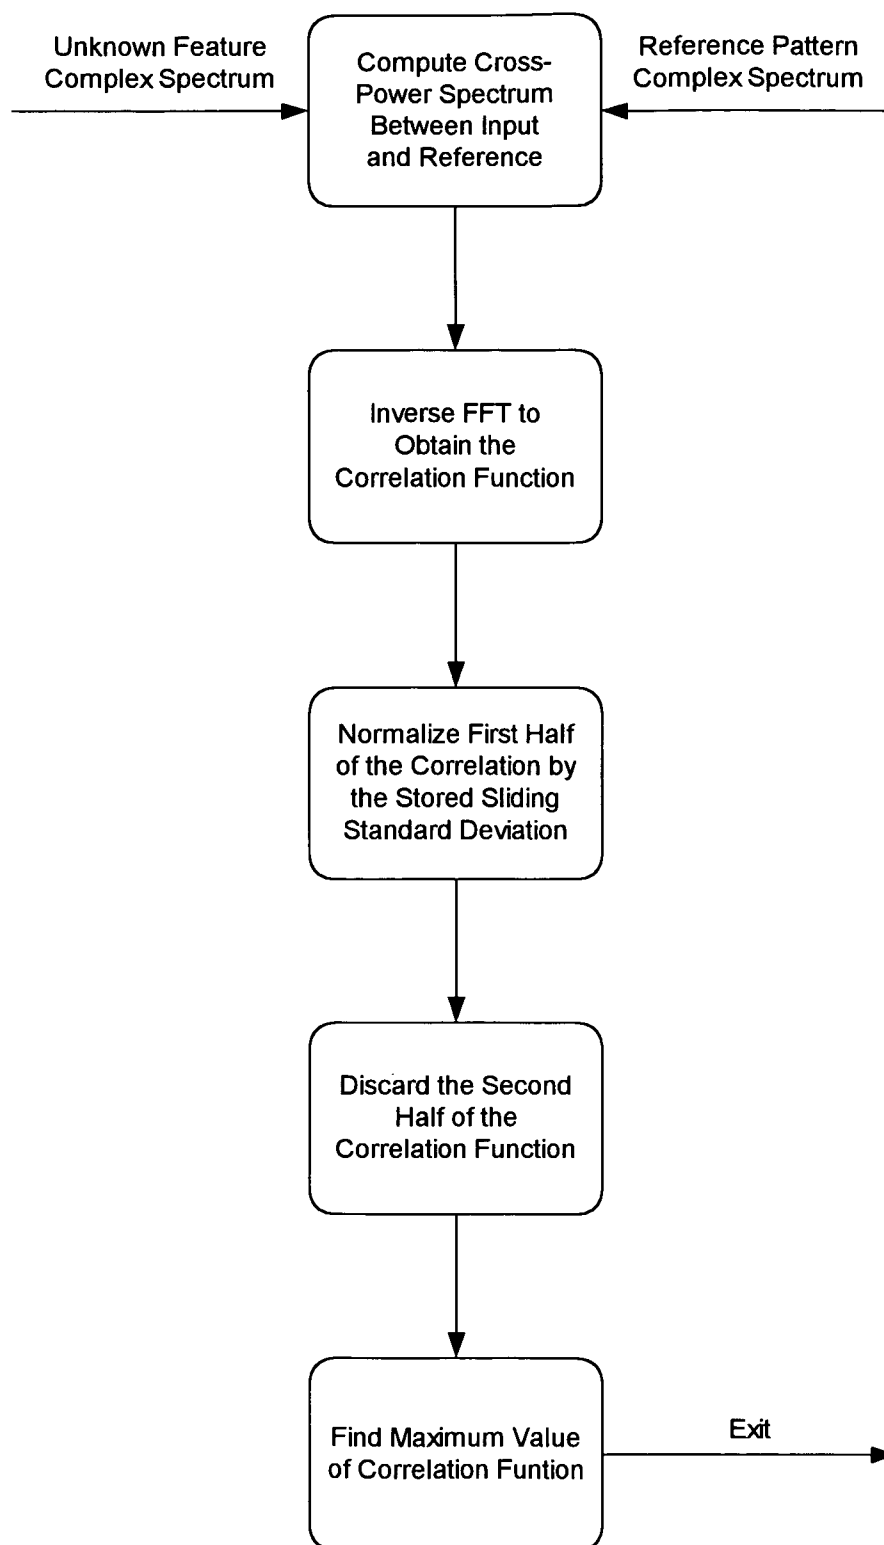 Unknown Feature
Complex Spectrum
Compute Cross-
Power Spectrum
Between Input
and Reference
Reference Pattern
Complex Spectrum
Inverse FFT to
Obtain the
Correlation Function
Normalize First Half
of the Correlation by
the Stored Sliding
Standard Deviation
Discard the Second
Half of the
Correlation Function
Find Maximum Value
of Correlation Funtion
Exit